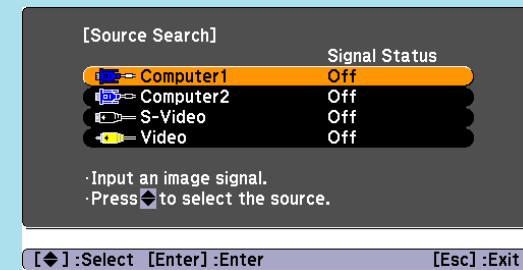 [Source Search]
Signal Status
Computer1 Off
Computer2 Off
S-Video Off
Video Off
·Input an image signal.
·Press to select the source.
[ ] :Select [Enter] :Enter [Esc] :Exit